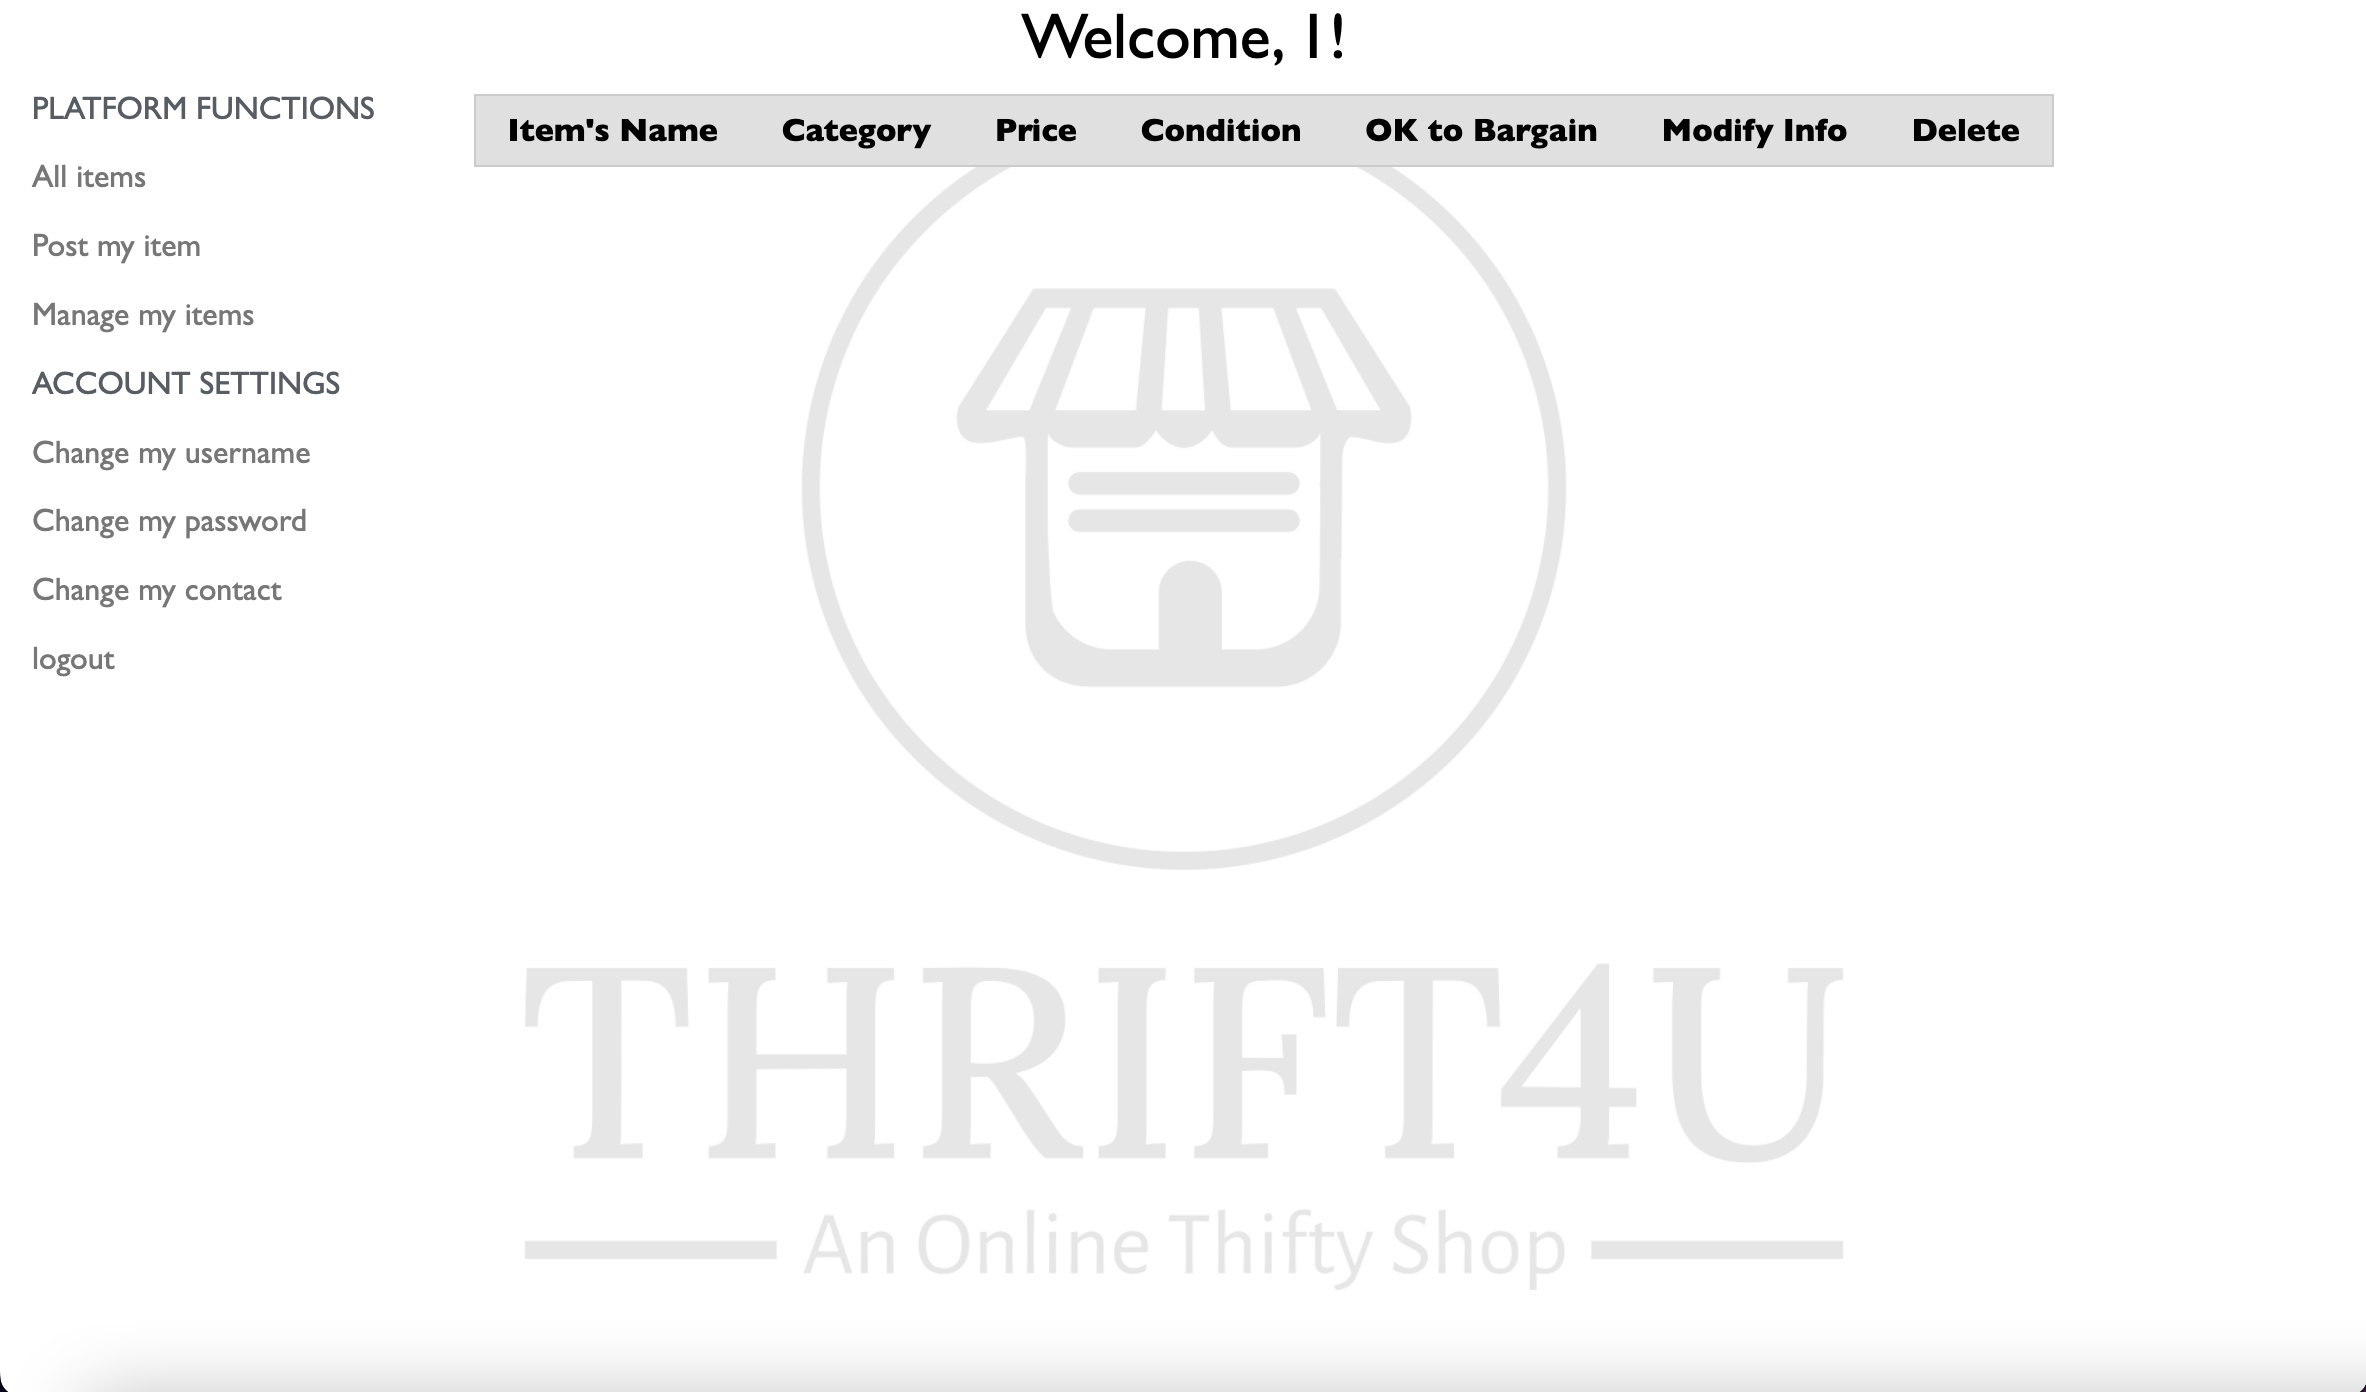 Welcome, 1!
PLATFORM FUNCTIONS
All items
Post my item
Manage my items
ACCOUNT SETTINGS
Change my username
Change my password
Change my contact
logout
Item's Name Category Price Condition OK to Bargain Modify Info Delete
THRIFT4U
An Online Thifty Shop